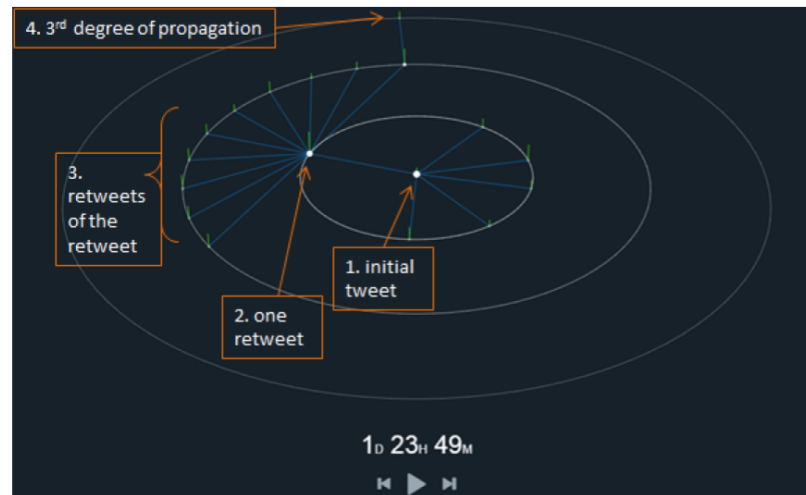 4. 3rd degree of propagation
3.
retweets
of the
retweet
1. initial
tweet
2. one
retweet
1D 23H 49M